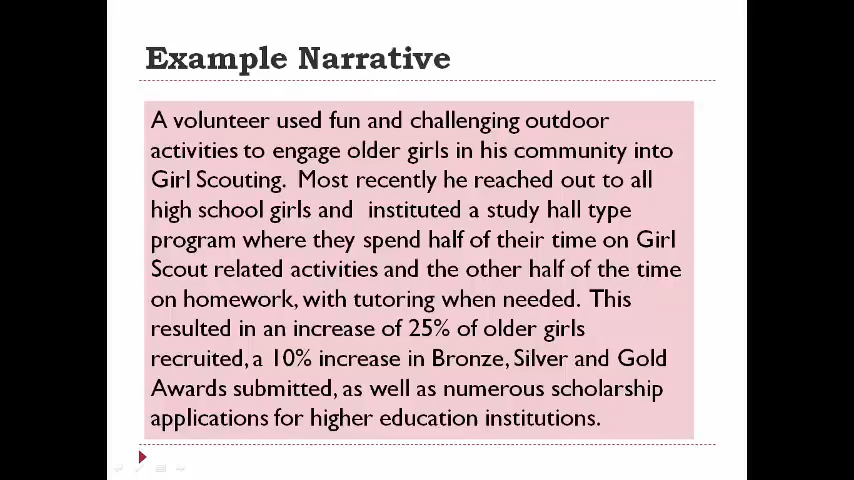 Example Narrative
A volunteer used fun and challenging outdoor
activities to engage older girls in his community into
Girl Scouting.  Most recently he reached out to all
high school girls and  instituted a study hall type
program where they spend half of their time on Girl
Scout related activities and the other half of the time
on homework, with tutoring when needed.  This
resulted in an increase of 25% of older girls
recruited, a 10% increase in Bronze, Silver and Gold
Awards submitted, as well as numerous scholarship
applications for higher education institutions.